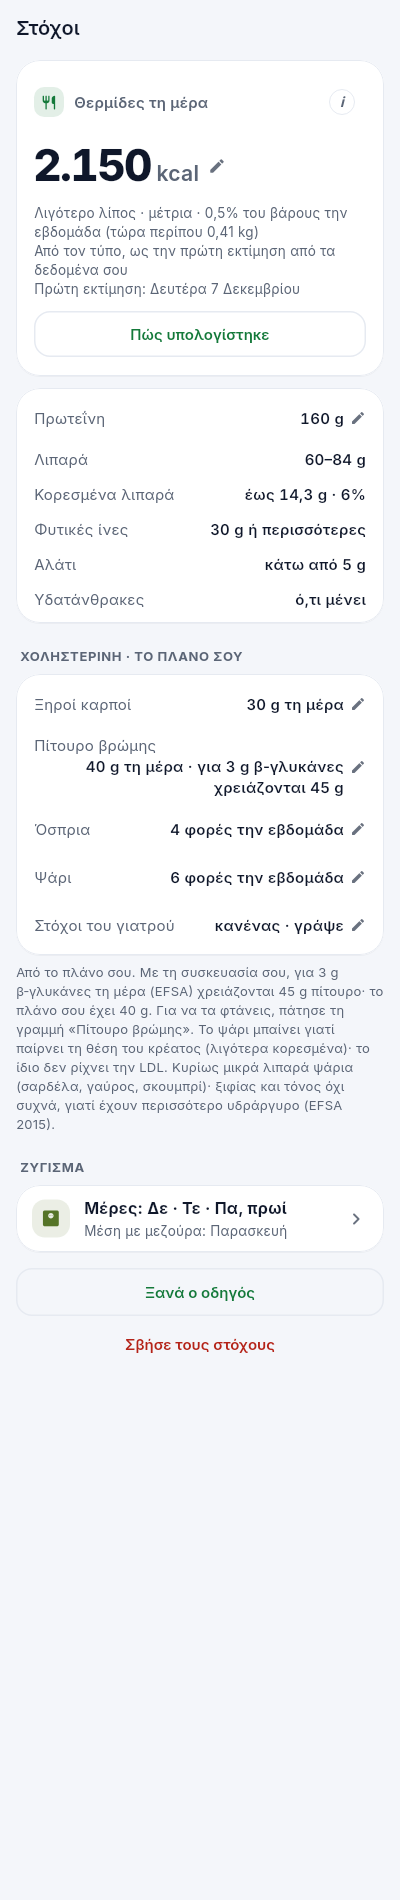 Στόχοι
Θερμίδες τη μέρα
i
2.150 kcal
Λιγότερο λίπος · μέτρια · 0,5% του βάρους την
εβδομάδα (τώρα περίπου 0,41 kg)
Από τον τύπο, ως την πρώτη εκτίμηση από τα
δεδομένα σου
Πρώτη εκτίμηση: Δευτέρα 7 Δεκεμβρίου
Πώς υπολογίστηκε
Πρωτεΐνη 160 g
Λιπαρά 60–84 g
Κορεσμένα λιπαρά έως 14,3 g · 6%
Φυτικές ίνες 30 g ή περισσότερες
Αλάτι κάτω από 5 g
Υδατάνθρακες ό,τι μένει
ΧΟΛΗΣΤΕΡΙΝΗ · ΤΟ ΠΛΑΝΟ ΣΟΥ
Ξηροί καρποί 30 g τη μέρα
Πίτουρο βρώμης
40 g τη μέρα · για 3 g β-γλυκάνες
χρειάζονται 45 g
Όσπρια 4 φορές την εβδομάδα
Ψάρι 6 φορές την εβδομάδα
Στόχοι του γιατρού κανένας · γράψε
Από το πλάνο σου. Με τη συσκευασία σου, για 3 g
β-γλυκάνες τη μέρα (EFSA) χρειάζονται 45 g πίτουρο· το
πλάνο σου έχει 40 g. Για να τα φτάνεις, πάτησε τη
γραμμή «Πίτουρο βρώμης». Το ψάρι μπαίνει γιατί
παίρνει τη θέση του κρέατος (λιγότερα κορεσμένα)· το
ίδιο δεν ρίχνει την LDL. Κυρίως μικρά λιπαρά ψάρια
(σαρδέλα, γαύρος, σκουμπρί)· ξιφίας και τόνος όχι
συχνά, γιατί έχουν περισσότερο υδράργυρο (EFSA
2015).
ΖΥΓΙΣΜΑ
Μέρες: Δε · Τε · Πα, πρωί
Μέση με μεζούρα: Παρασκευή
Ξανά ο οδηγός
Σβήσε τους στόχους